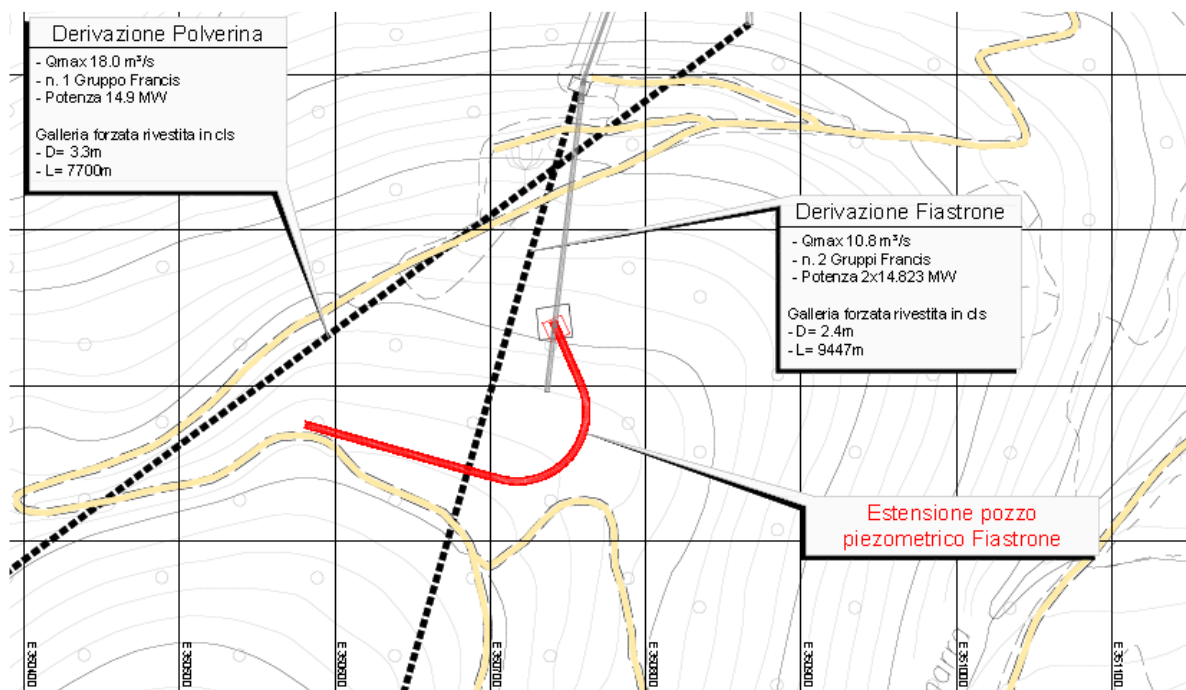 Derivazione Polverina
- Qmax 18.0 m³/s
- n. 1 Gruppo Francis
- Potenza 14.9 MW
Galleria forzata rivestita in cls
- D= 3.3m
- L= 7700m
Derivazione Fiastrone
- Qmax 10.8 m³/s
- n. 2 Gruppi Francis
- Potenza 2x14.823 MW
Galleria forzata rivestita in cls
- D= 2.4m
- L= 9447m
Estensione pozzo
piezometrico Fiastrone